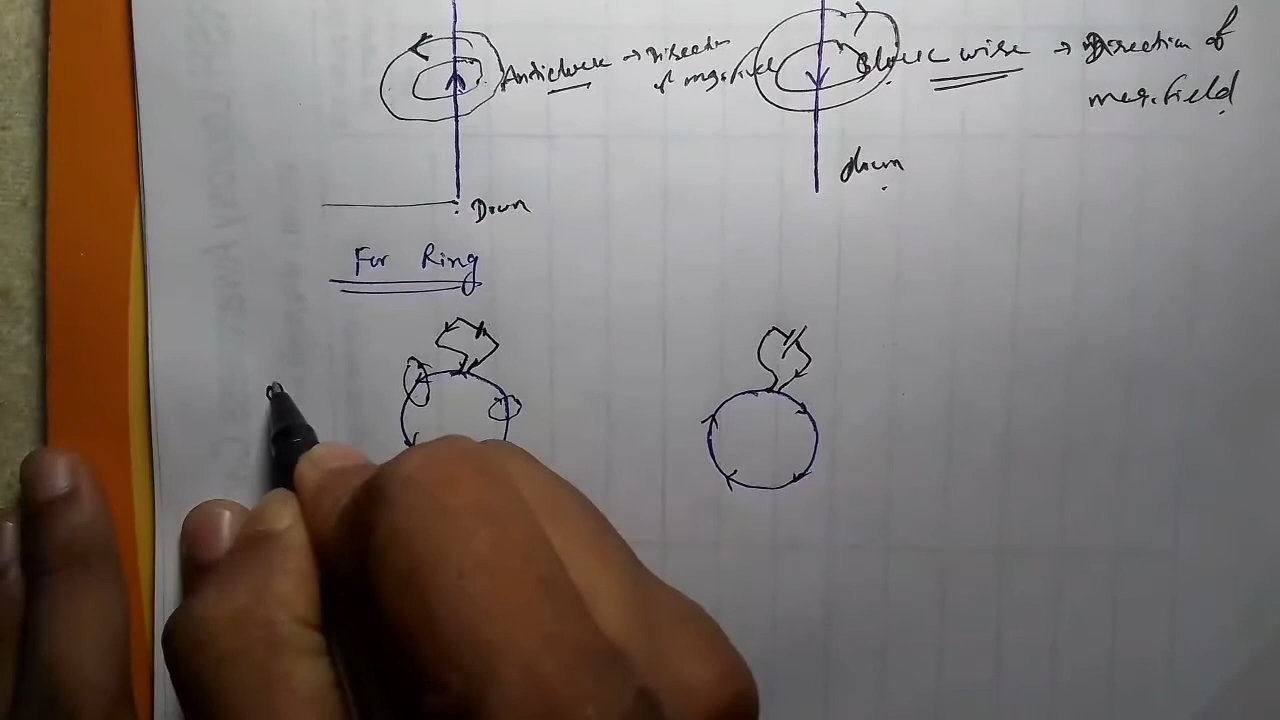 Anticlock → Direction
of mag. field
Clock wise → Direction of
mag. field
Down
down
For Ring